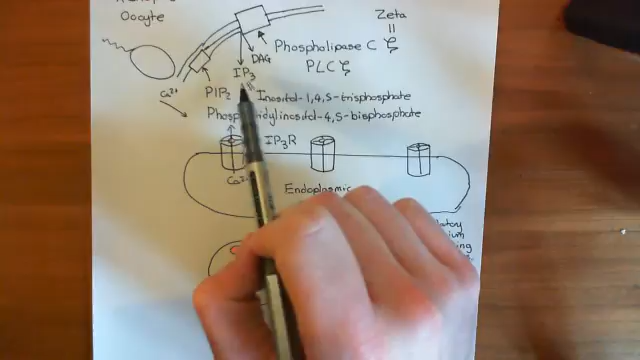 Oocyte
Zeta
=
Phospholipase C ζ
DAG
PLC ζ
IP3
PIP2
Inositol-1,4,5-trisphosphate
Ca2+
Phosphatidylinositol-4,5-bisphosphate
IP3R
Ca2+
Endoplasmic